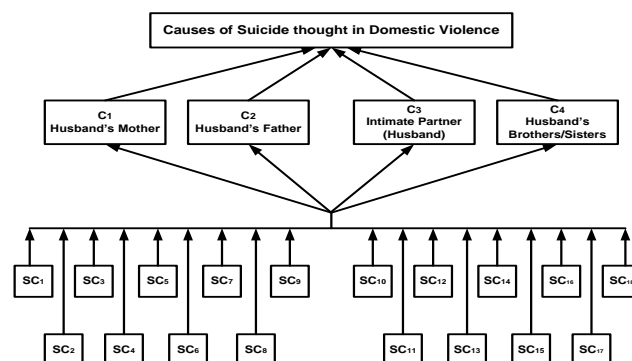 Causes of Suicide thought in Domestic Violence
C1
Husband's Mother
C2
Husband's Father
C3
Intimate Partner
(Husband)
C4
Husband's
Brothers/Sisters
SC1
SC3
SC5
SC7
SC9
SC10
SC12
SC14
SC16
SC18
SC2
SC4
SC6
SC8
SC11
SC13
SC15
SC17